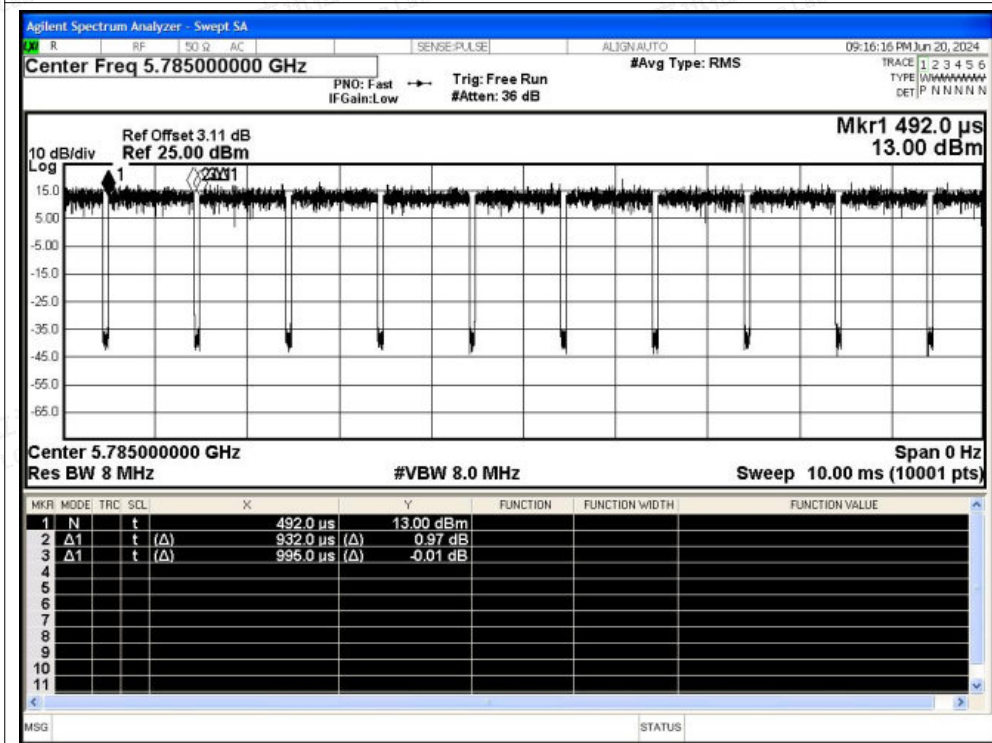 Agilent Spectrum Analyzer - Swept SA
LXI R RF 50 Ω AC SENSE:PULSE ALIGN AUTO 09:16:16 PM Jun 20, 2024
Center Freq 5.785000000 GHz #Avg Type: RMS TRACE 1 2 3 4 5 6
PNO: Fast Trig: Free Run TYPE WWWWWW
IFGain:Low #Atten: 36 dB DET P N N N N N
Mkr1 492.0 µs
Ref Offset 3.11 dB
10 dB/div Ref 25.00 dBm 13.00 dBm
Log
1
15.0
5.00
-5.00
-15.0
-25.0
-35.0
-45.0
-55.0
-65.0
Center 5.785000000 GHz Span 0 Hz
Res BW 8 MHz #VBW 8.0 MHz Sweep 10.00 ms (10001 pts)
MKR MODE TRC SCL X Y FUNCTION FUNCTION WIDTH FUNCTION VALUE
1 N t 492.0 µs 13.00 dBm
2 Δ1 t (Δ) 932.0 µs (Δ) 0.97 dB
3 Δ1 t (Δ) 995.0 µs (Δ) -0.01 dB
4
5
6
7
8
9
10
11
MSG STATUS